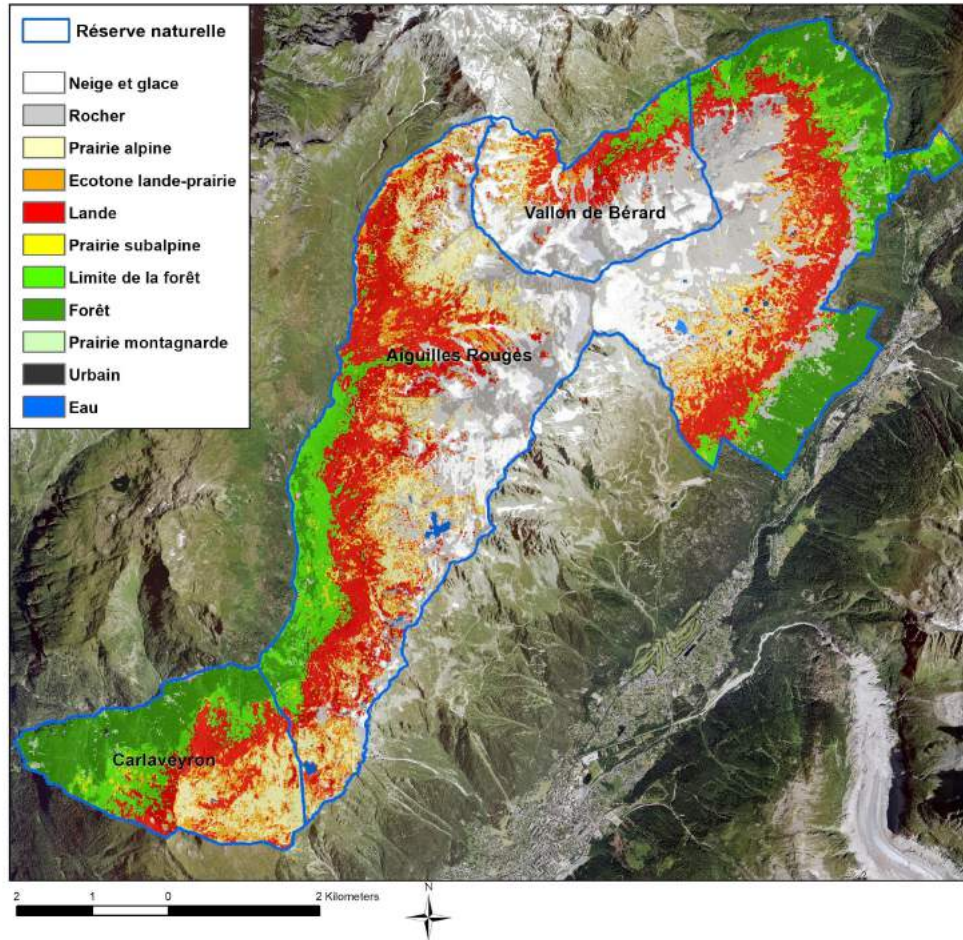 Réserve naturelle
Neige et glace
Rocher
Prairie alpine
Ecotone lande-prairie
Lande
Prairie subalpine
Limite de la forêt
Forêt
Prairie montagnarde
Urbain
Eau
Vallon de Bérard
Aiguilles Rouges
Carlaveyron
2 1 0 2 Kilometers
N